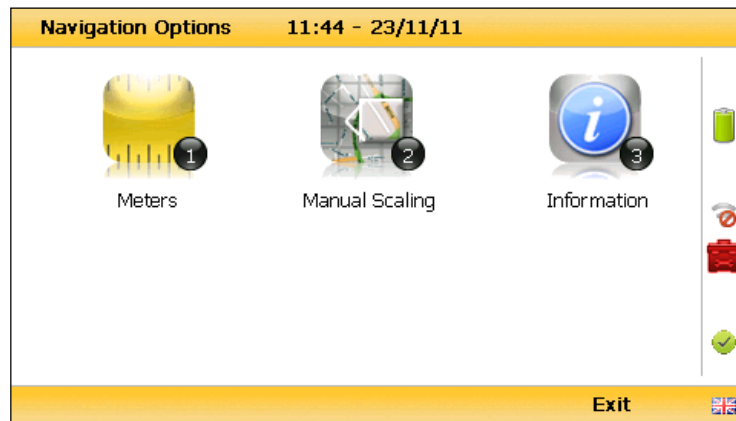 Navigation Options 11:44 - 23/11/11
1 2 3
Meters Manual Scaling Information
Exit